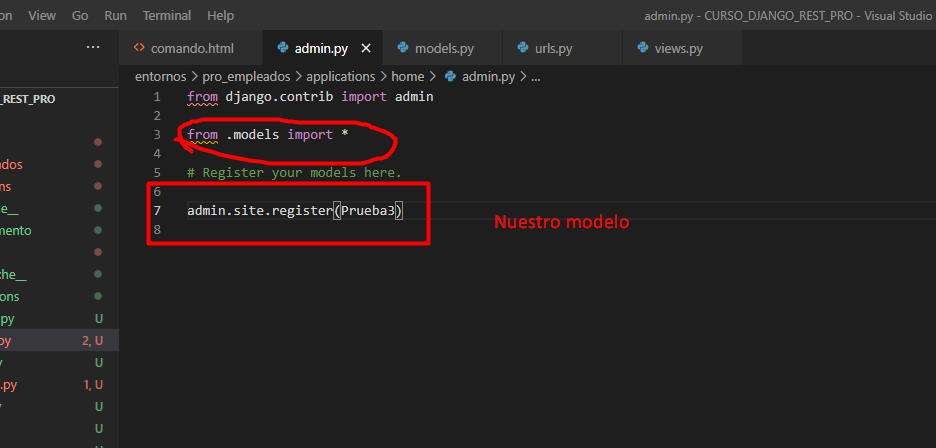 on View Go Run Terminal Help admin.py - CURSO_DJANGO_REST_PRO - Visual Studio
... <> comando.html admin.py × models.py urls.py views.py
entornos > pro_empleados > applications > home > admin.py > ...
_REST_PRO
1 from django.contrib import admin
2
3 from .models import *
4
ados
5 # Register your models here.
ns
6
e__
7 admin.site.register(Prueba3)
Nuestro modelo
mento
8
che__
ons
py U
py 2, U
y U
.py 1, U
U
U